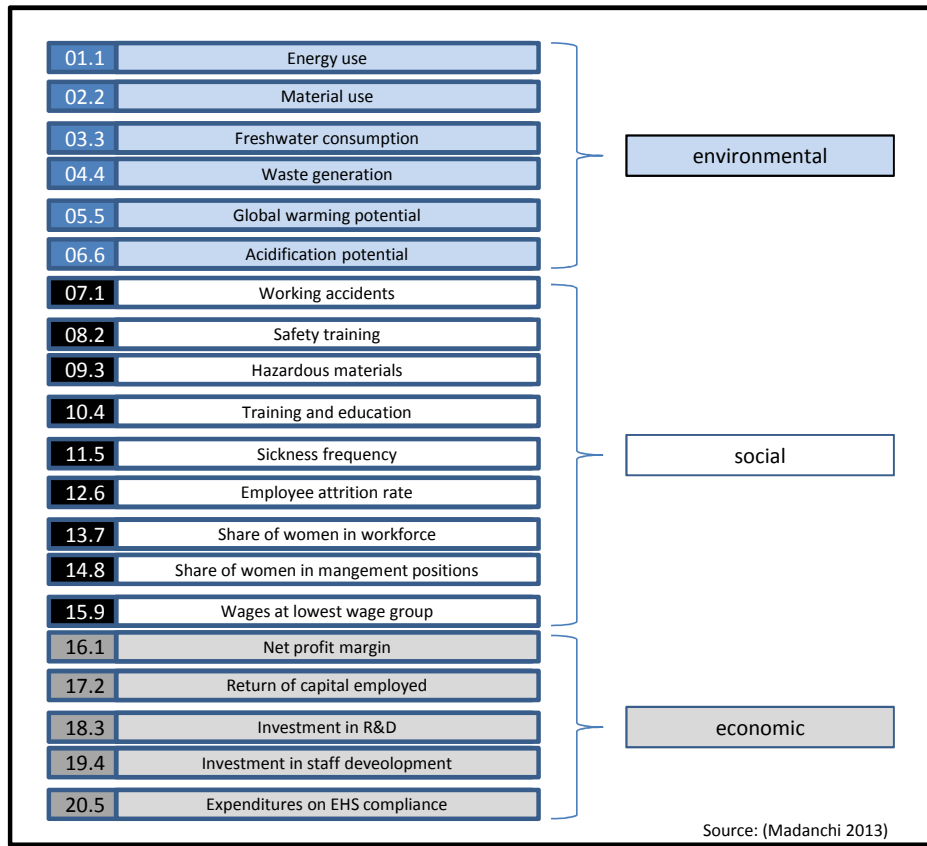 01.1 Energy use
02.2 Material use
03.3 Freshwater consumption
04.4 Waste generation
05.5 Global warming potential
06.6 Acidification potential
environmental
07.1 Working accidents
08.2 Safety training
09.3 Hazardous materials
10.4 Training and education
11.5 Sickness frequency
12.6 Employee attrition rate
13.7 Share of women in workforce
14.8 Share of women in mangement positions
15.9 Wages at lowest wage group
social
16.1 Net profit margin
17.2 Return of capital employed
18.3 Investment in R&D
19.4 Investment in staff deveolopment
20.5 Expenditures on EHS compliance
economic
Source: (Madanchi 2013)